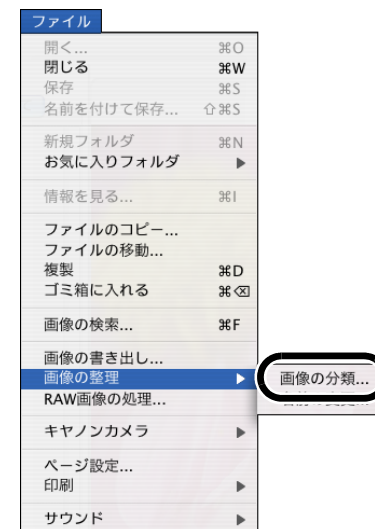 ファイル
開く... ⌘O
閉じる ⌘W
保存 ⌘S
名前を付けて保存... ⇧⌘S
新規フォルダ ⌘N
お気に入りフォルダ ▶
情報を見る... ⌘I
ファイルのコピー...
ファイルの移動...
複製 ⌘D
ゴミ箱に入れる ⌘⌫
画像の検索... ⌘F
画像の書き出し...
画像の整理 ▶ 画像の分類...
RAW画像の処理...
キヤノンカメラ ▶
ページ設定...
印刷 ▶
サウンド ▶